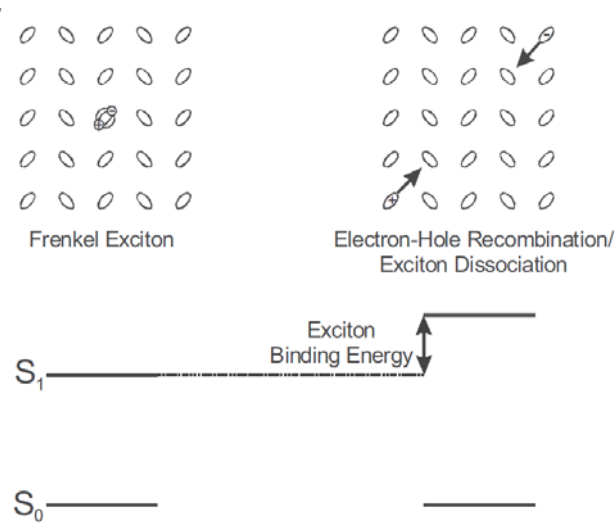 Frenkel Exciton
Electron-Hole Recombination/
Exciton Dissociation
Exciton
Binding Energy
S1
S0